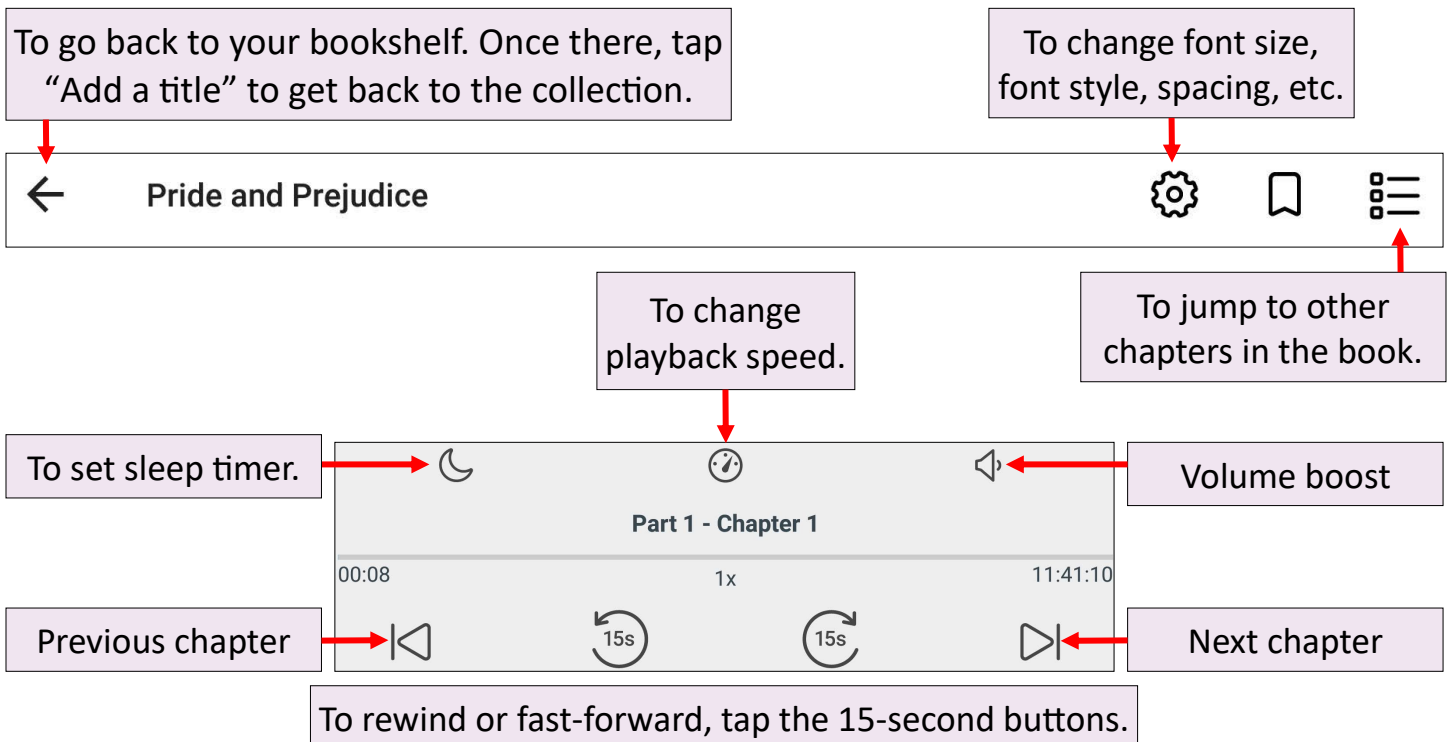 To go back to your bookshelf. Once there, tap
“Add a title” to get back to the collection.
To change font size,
font style, spacing, etc.
Pride and Prejudice
To change
playback speed.
To jump to other
chapters in the book.
To set sleep timer.
Volume boost
Part 1 - Chapter 1
00:08
1x
11:41:10
Previous chapter
15s
15s
Next chapter
To rewind or fast-forward, tap the 15-second buttons.